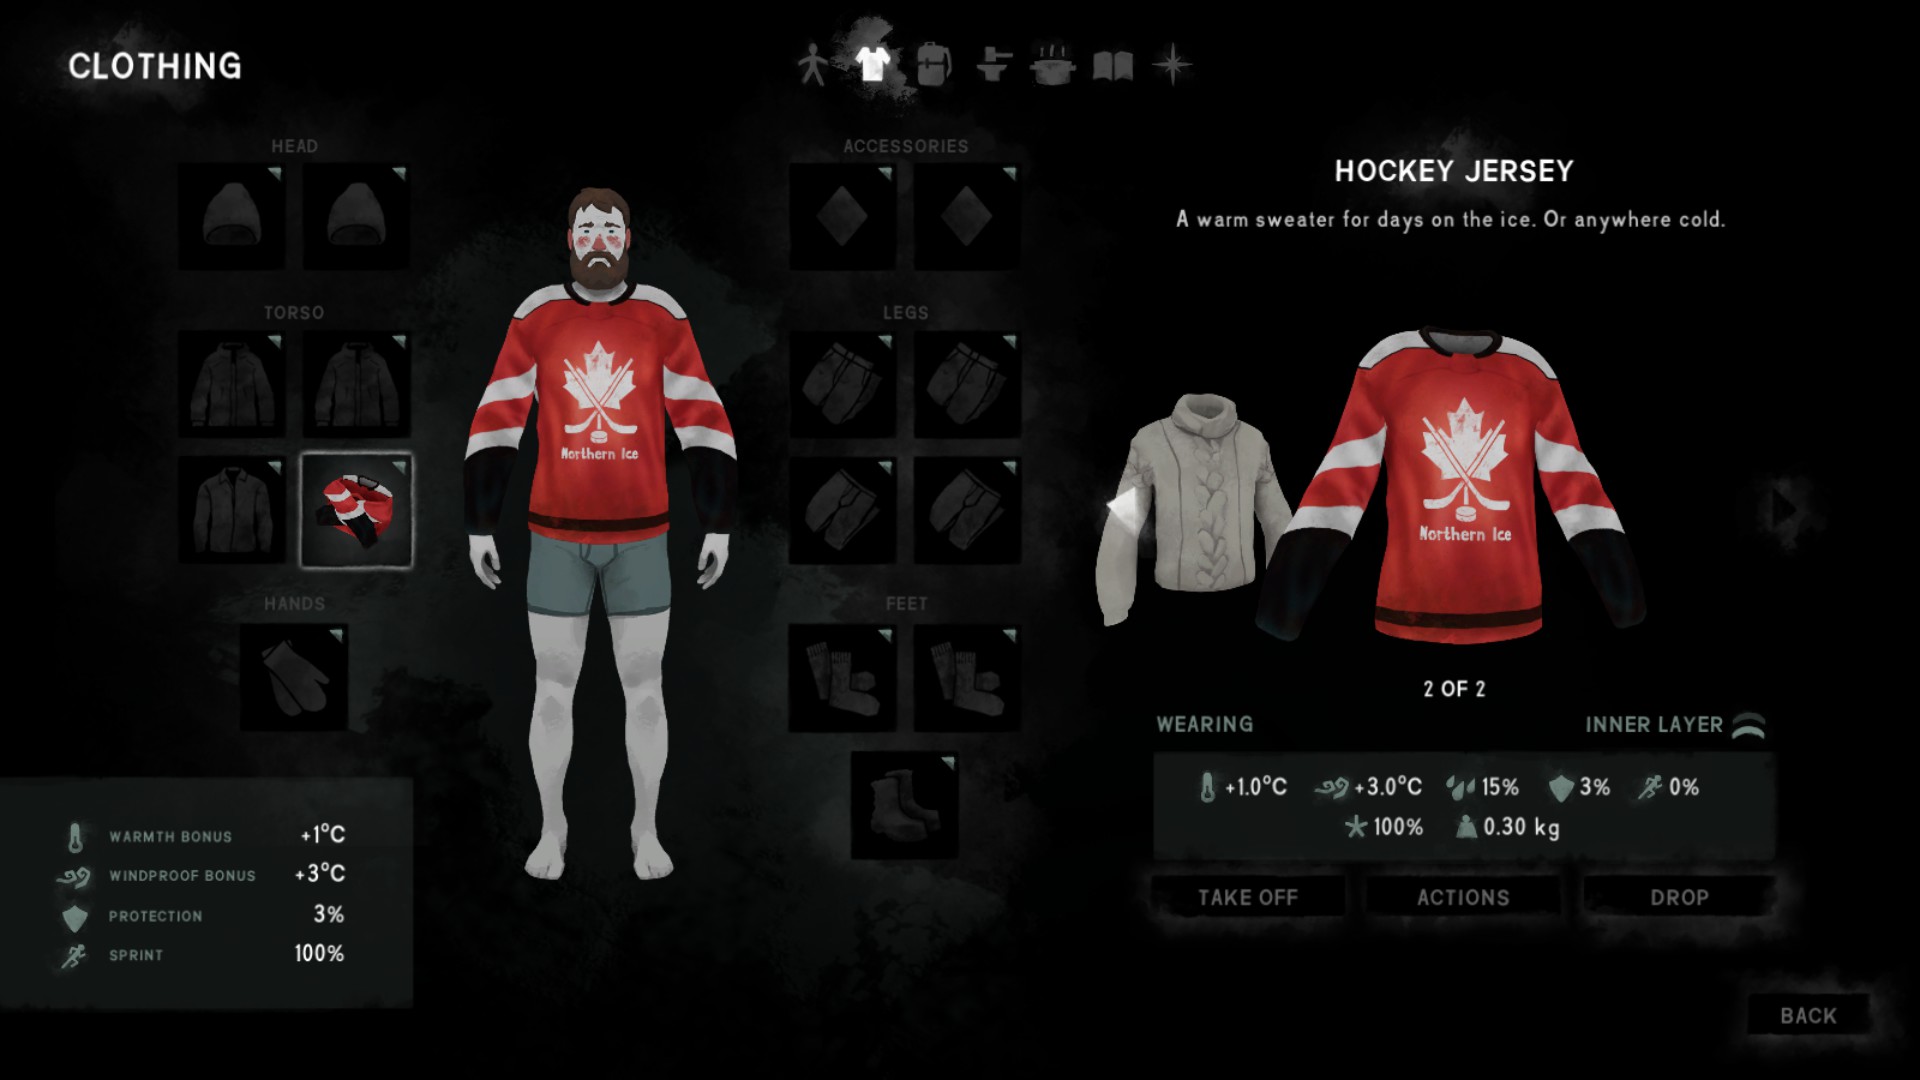 CLOTHING
HEAD
ACCESSORIES
HOCKEY JERSEY
A warm sweater for days on the ice. Or anywhere cold.
TORSO
LEGS
Northern Ice
Northern Ice
HANDS
FEET
2 OF 2
WEARING
INNER LAYER
+1.0°C +3.0°C 15% 3% 0%
100% 0.30 kg
TAKE OFF
ACTIONS
DROP
WARMTH BONUS +1°C
WINDPROOF BONUS +3°C
PROTECTION 3%
SPRINT 100%
BACK